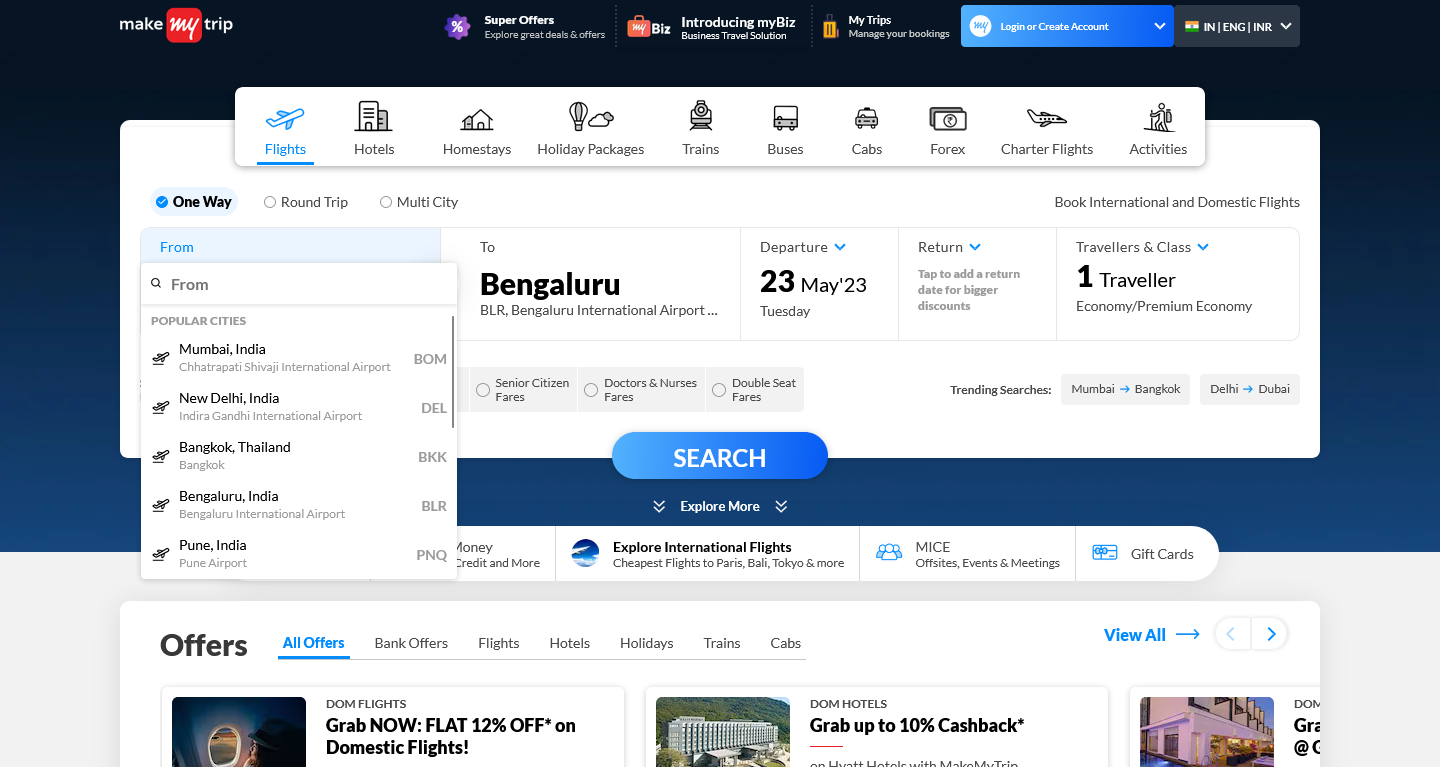 make my trip
Super Offers
Explore great deals & offers
my Biz
Introducing myBiz
Business Travel Solution
My Trips
Manage your bookings
my
Login or Create Account
IN | ENG | INR
Flights
Hotels
Homestays
Holiday Packages
Trains
Buses
Cabs
Forex
Charter Flights
Activities
One Way
Round Trip
Multi City
Book International and Domestic Flights
From
To
Bengaluru
BLR, Bengaluru International Airport ...
Departure
23 May'23
Tuesday
Return
Tap to add a return
date for bigger
discounts
Travellers & Class
1 Traveller
Economy/Premium Economy
From
POPULAR CITIES
Mumbai, India
Chhatrapati Shivaji International Airport
BOM
New Delhi, India
Indira Gandhi International Airport
DEL
Bangkok, Thailand
Bangkok
BKK
Bengaluru, India
Bengaluru International Airport
BLR
Pune, India
Pune Airport
PNQ
Senior Citizen
Fares
Doctors & Nurses
Fares
Double Seat
Fares
Trending Searches:
Mumbai → Bangkok
Delhi → Dubai
SEARCH
Explore More
Money
Credit and More
Explore International Flights
Cheapest Flights to Paris, Bali, Tokyo & more
MICE
Offsites, Events & Meetings
Gift Cards
Offers
All Offers
Bank Offers
Flights
Hotels
Holidays
Trains
Cabs
View All
DOM FLIGHTS
Grab NOW: FLAT 12% OFF* on
Domestic Flights!
DOM HOTELS
Grab up to 10% Cashback*
on Hyatt Hotels with MakeMyTrip
DOM
Gra
@ G